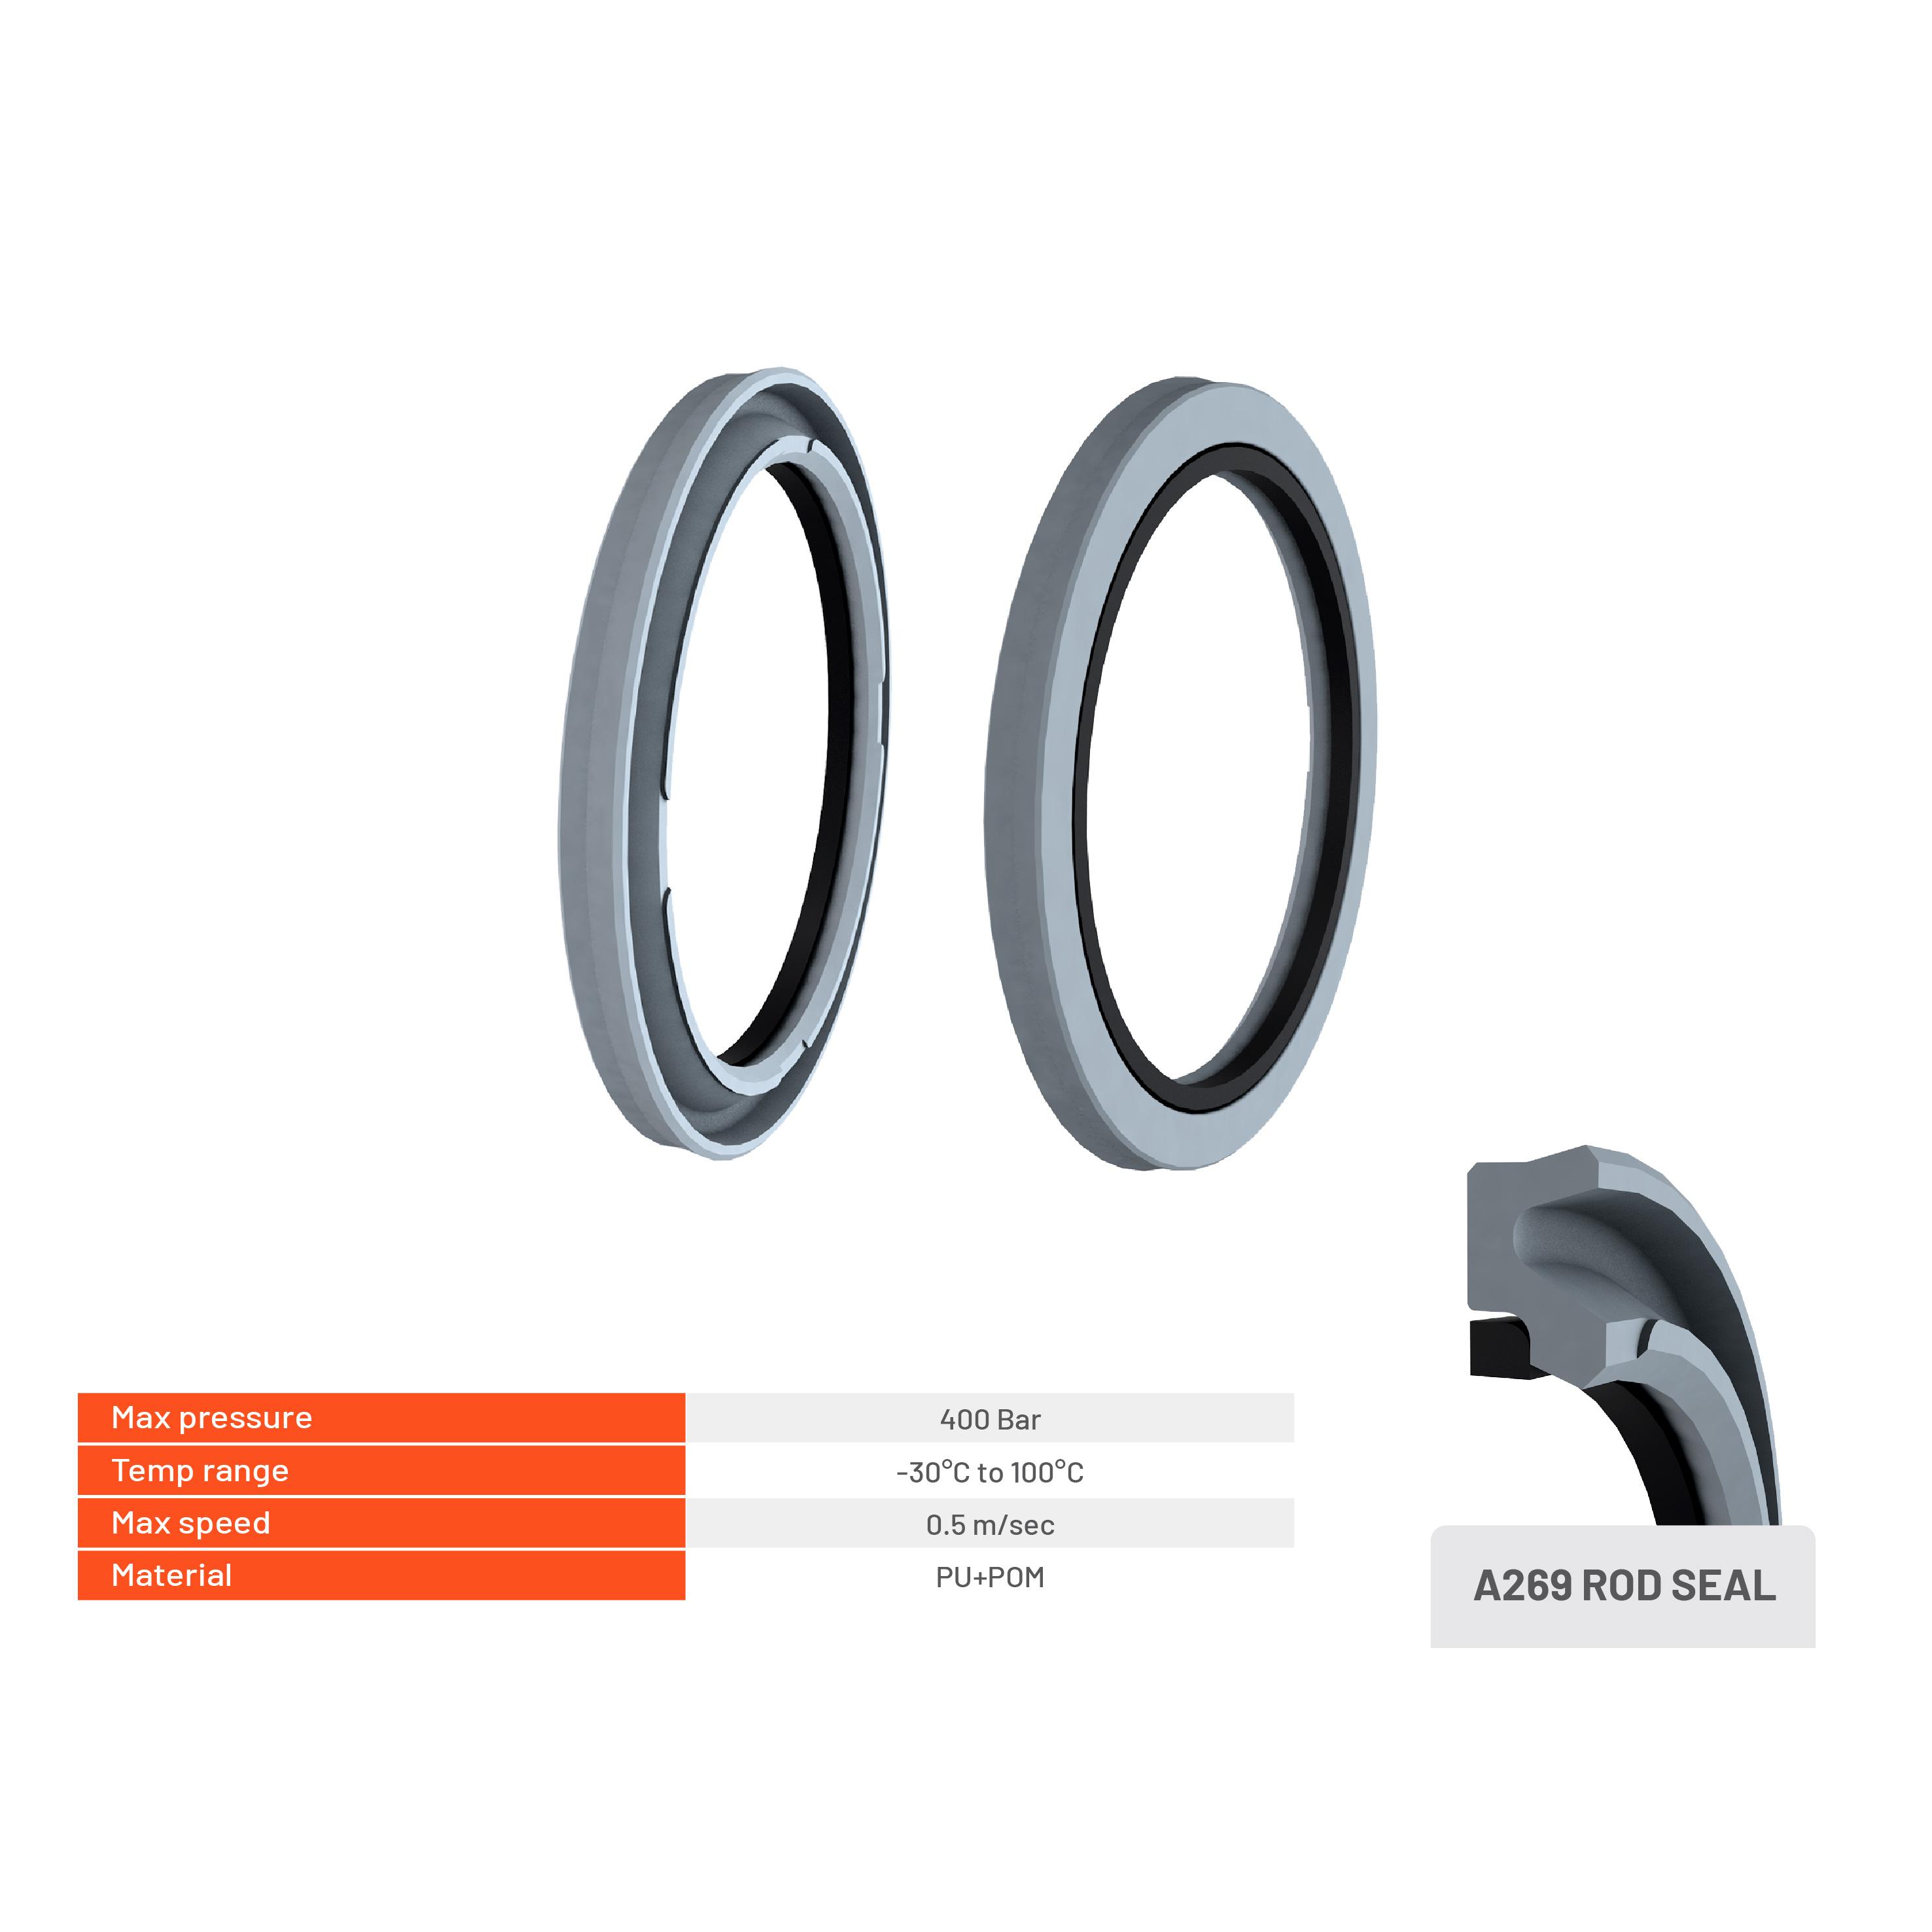 Max pressure 400 Bar
Temp range -30°C to 100°C
Max speed 0.5 m/sec
Material PU+POM
A269 ROD SEAL